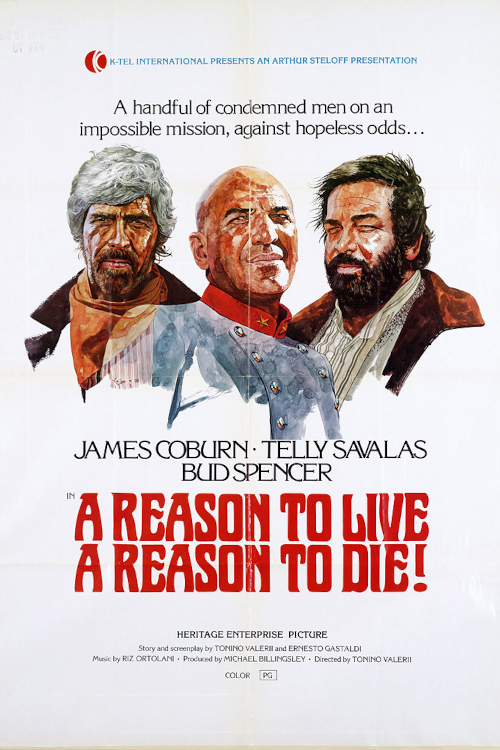 K-TEL INTERNATIONAL PRESENTS AN ARTHUR STELOFF PRESENTATION
A handful of condemned men on an
impossible mission, against hopeless odds...
JAMES COBURN · TELLY SAVALAS
BUD SPENCER
IN A REASON TO LIVE
A REASON TO DIE!
HERITAGE ENTERPRISE PICTURE
Story and screenplay by TONINO VALERII and ERNESTO GASTALDI
Music by RIZ ORTOLANI · Produced by MICHAEL BILLINGSLEY · Directed by TONINO VALERII
COLOR PG